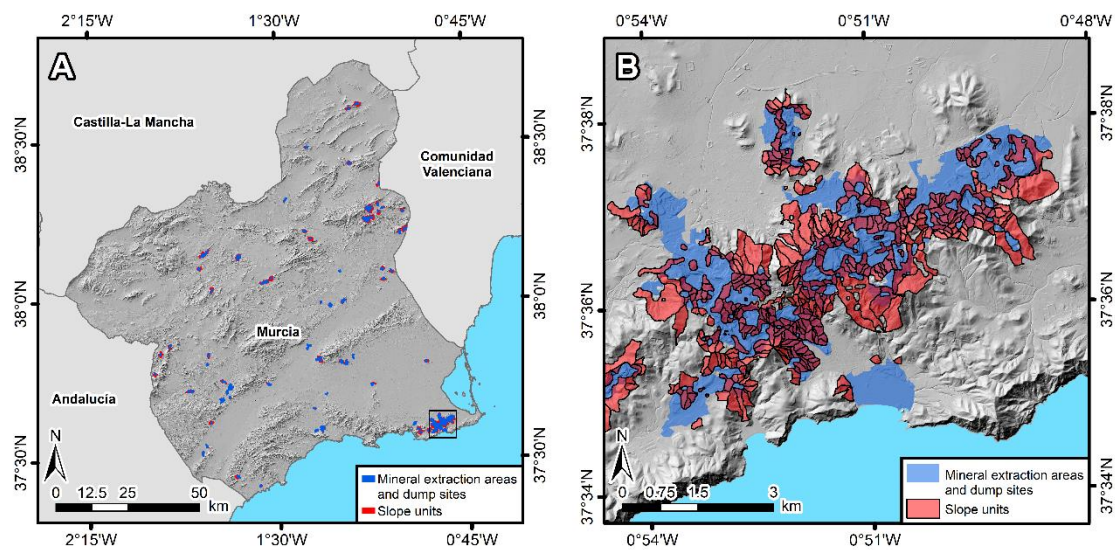 2°15'W 1°30'W 0°45'W
A
Castilla-La Mancha
Comunidad
Valenciana
Murcia
Andalucía
38°30'N
38°0'N
37°30'N
38°30'N
38°0'N
37°30'N
N
0 12.5 25 50
km
Mineral extraction areas
and dump sites
Slope units
2°15'W 1°30'W 0°45'W
0°54'W 0°51'W 0°48'W
B
37°38'N
37°36'N
37°34'N
37°38'N
37°36'N
37°34'N
N
0 0.75 1.5 3
km
Mineral extraction areas
and dump sites
Slope units
0°54'W 0°51'W